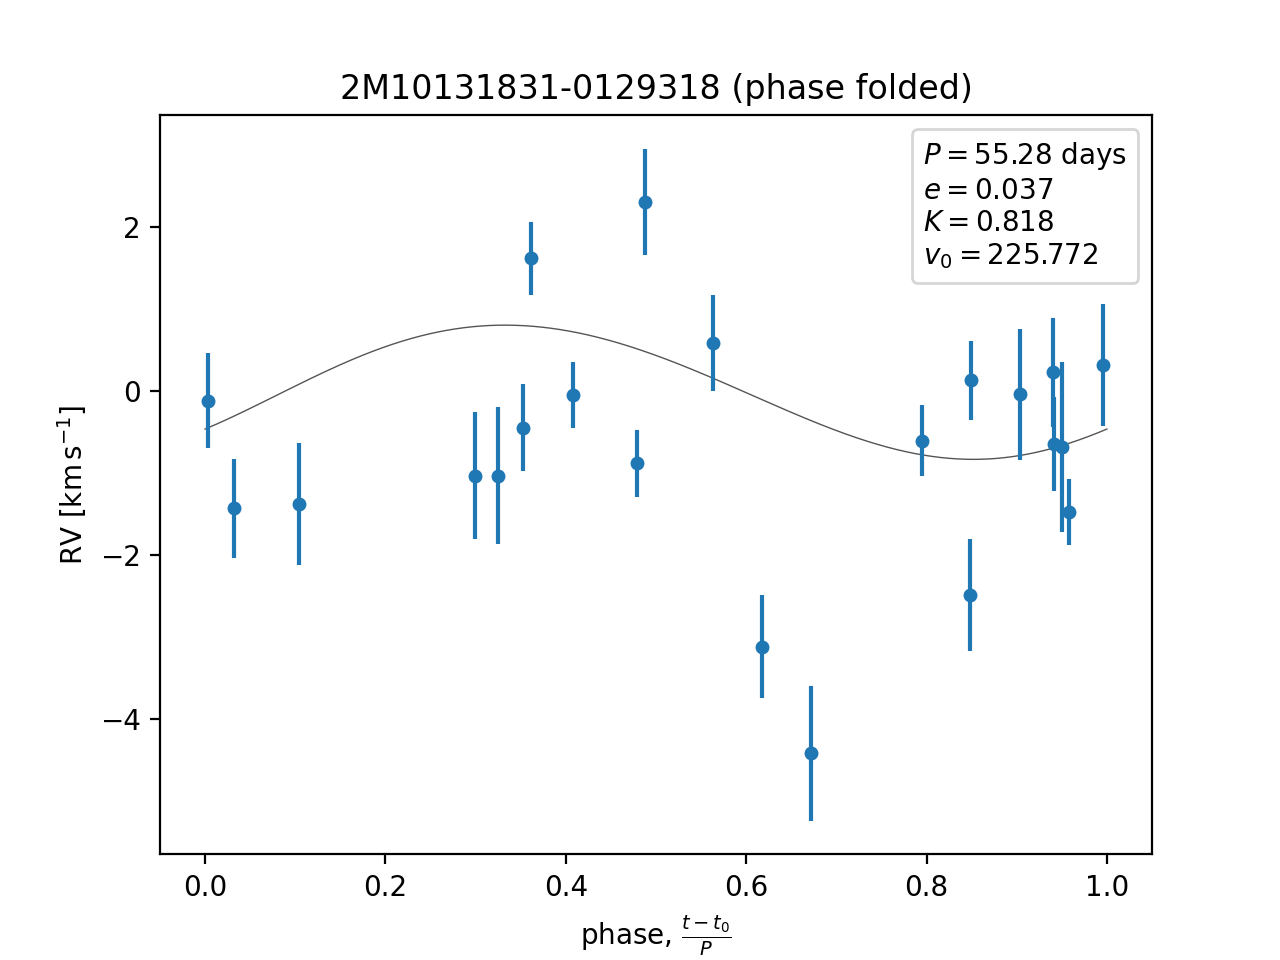 2M10131831-0129318 (phase folded)
P = 55.28 days
e = 0.037
K = 0.818
v₀ = 225.772
RV [km s⁻¹]
2
0
−2
−4
0.0 0.2 0.4 0.6 0.8 1.0
phase, (t − t₀)/P